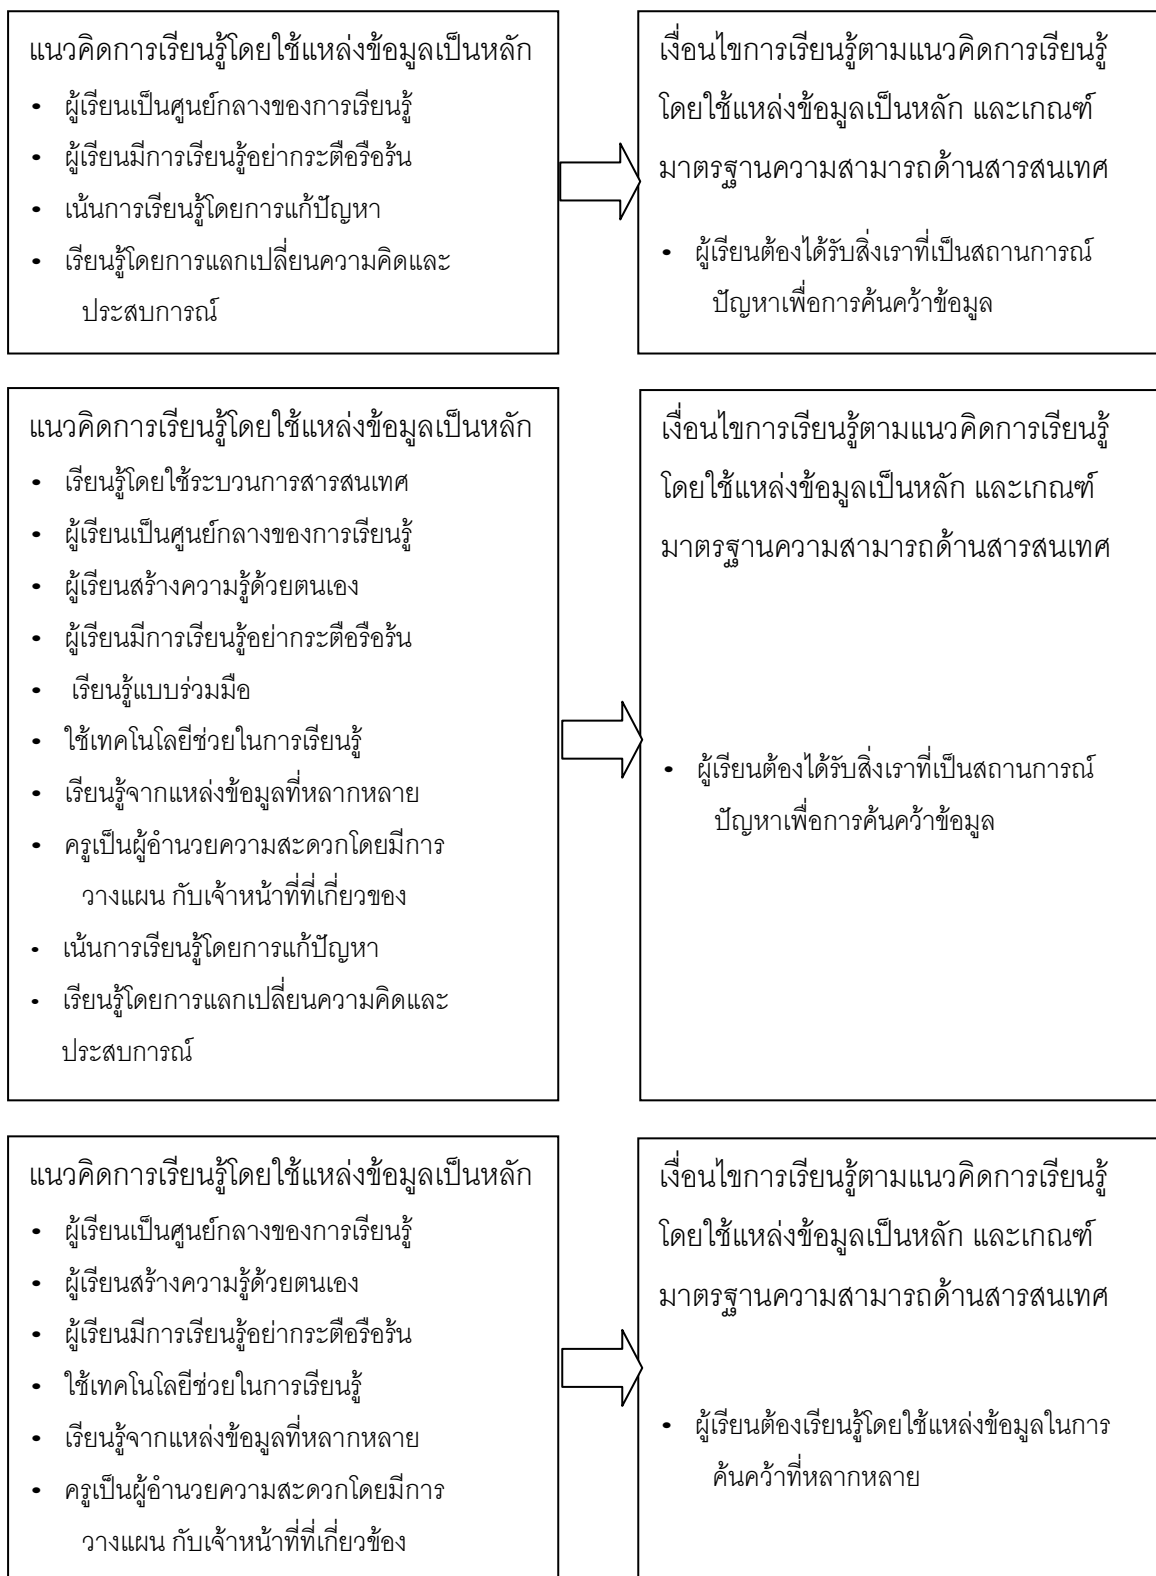 แนวคิดการเรียนรู้โดยใช้แหล่งข้อมูลเป็นหลัก
• ผู้เรียนเป็นศูนย์กลางของการเรียนรู้
• ผู้เรียนมีการเรียนรู้อย่ากระตือรือร้น
• เน้นการเรียนรู้โดยการแก้ปัญหา
• เรียนรู้โดยการแลกเปลี่ยนความคิดและ
ประสบการณ์
เงื่อนไขการเรียนรู้ตามแนวคิดการเรียนรู้
โดยใช้แหล่งข้อมูลเป็นหลัก และเกณฑ์
มาตรฐานความสามารถด้านสารสนเทศ
• ผู้เรียนต้องได้รับสิ่งเราที่เป็นสถานการณ์
ปัญหาเพื่อการค้นคว้าข้อมูล
แนวคิดการเรียนรู้โดยใช้แหล่งข้อมูลเป็นหลัก
• เรียนรู้โดยใช้ระบวนการสารสนเทศ
• ผู้เรียนเป็นศูนย์กลางของการเรียนรู้
• ผู้เรียนสร้างความรู้ด้วยตนเอง
• ผู้เรียนมีการเรียนรู้อย่ากระตือรือร้น
• เรียนรู้แบบร่วมมือ
• ใช้เทคโนโลยีช่วยในการเรียนรู้
• เรียนรู้จากแหล่งข้อมูลที่หลากหลาย
• ครูเป็นผู้อำนวยความสะดวกโดยมีการ
วางแผน กับเจ้าหน้าที่ที่เกี่ยวของ
• เน้นการเรียนรู้โดยการแก้ปัญหา
• เรียนรู้โดยการแลกเปลี่ยนความคิดและ
ประสบการณ์
เงื่อนไขการเรียนรู้ตามแนวคิดการเรียนรู้
โดยใช้แหล่งข้อมูลเป็นหลัก และเกณฑ์
มาตรฐานความสามารถด้านสารสนเทศ
• ผู้เรียนต้องได้รับสิ่งเราที่เป็นสถานการณ์
ปัญหาเพื่อการค้นคว้าข้อมูล
แนวคิดการเรียนรู้โดยใช้แหล่งข้อมูลเป็นหลัก
• ผู้เรียนเป็นศูนย์กลางของการเรียนรู้
• ผู้เรียนสร้างความรู้ด้วยตนเอง
• ผู้เรียนมีการเรียนรู้อย่ากระตือรือร้น
• ใช้เทคโนโลยีช่วยในการเรียนรู้
• เรียนรู้จากแหล่งข้อมูลที่หลากหลาย
• ครูเป็นผู้อำนวยความสะดวกโดยมีการ
วางแผน กับเจ้าหน้าที่ที่เกี่ยวข้อง
เงื่อนไขการเรียนรู้ตามแนวคิดการเรียนรู้
โดยใช้แหล่งข้อมูลเป็นหลัก และเกณฑ์
มาตรฐานความสามารถด้านสารสนเทศ
• ผู้เรียนต้องเรียนรู้โดยใช้แหล่งข้อมูลในการ
ค้นคว้าที่หลากหลาย